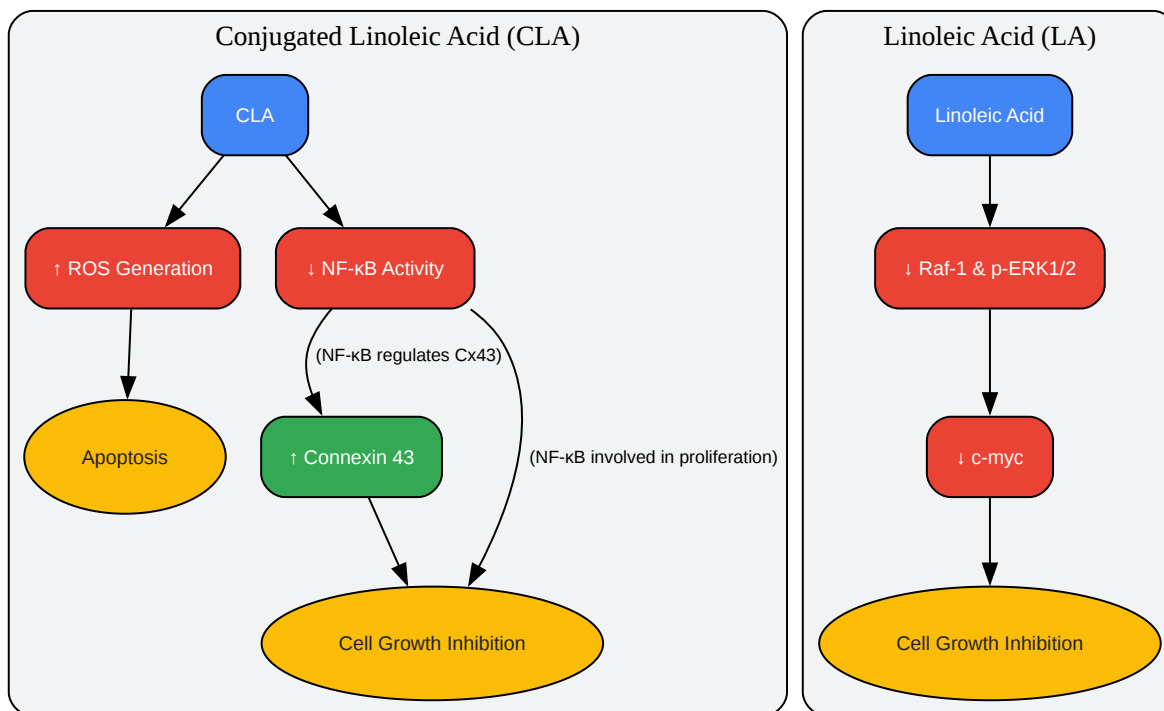 Conjugated Linoleic Acid (CLA)
CLA
↑ ROS Generation
↓ NF-κB Activity
(NF-κB regulates Cx43)
Apoptosis
↑ Connexin 43
(NF-κB involved in proliferation)
Cell Growth Inhibition
Linoleic Acid (LA)
Linoleic Acid
↓ Raf-1 & p-ERK1/2
↓ c-myc
Cell Growth Inhibition